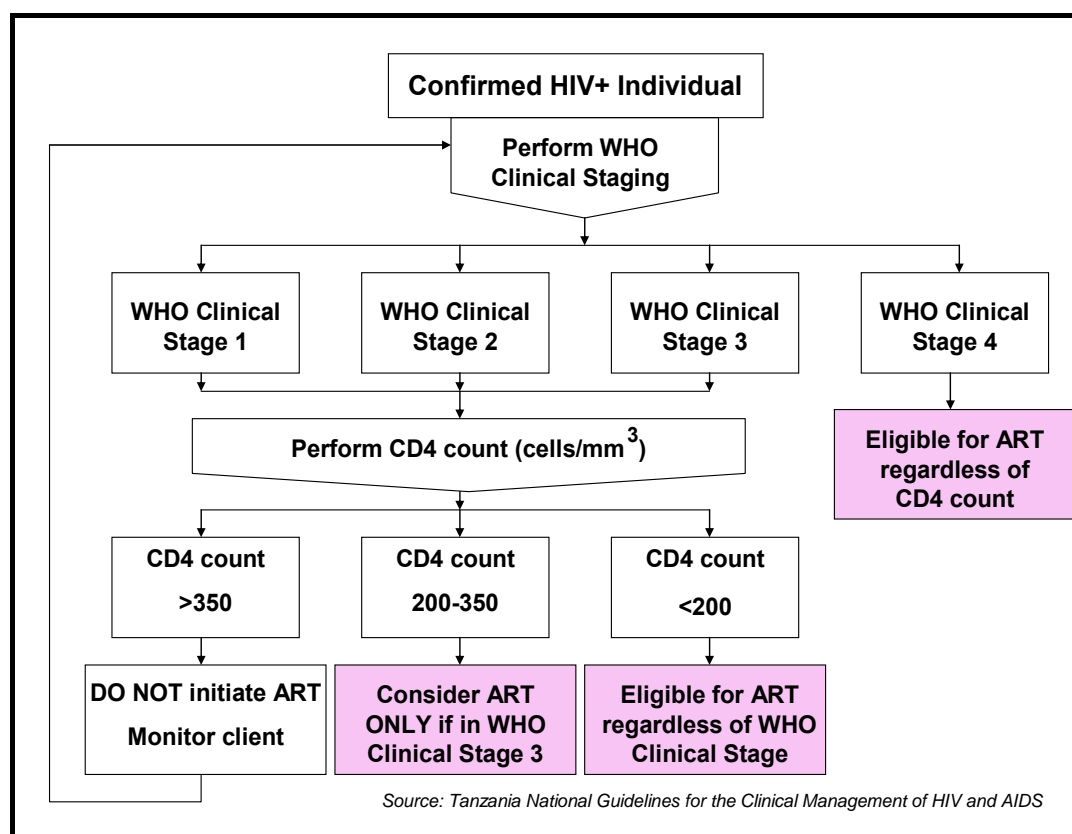 Confirmed HIV+ Individual
Perform WHO
Clinical Staging
WHO Clinical
Stage 1
WHO Clinical
Stage 2
WHO Clinical
Stage 3
WHO Clinical
Stage 4
Perform CD4 count (cells/mm³)
Eligible for ART
regardless of
CD4 count
CD4 count
>350
CD4 count
200-350
CD4 count
<200
DO NOT initiate ART
Monitor client
Consider ART
ONLY if in WHO
Clinical Stage 3
Eligible for ART
regardless of WHO
Clinical Stage
Source: Tanzania National Guidelines for the Clinical Management of HIV and AIDS